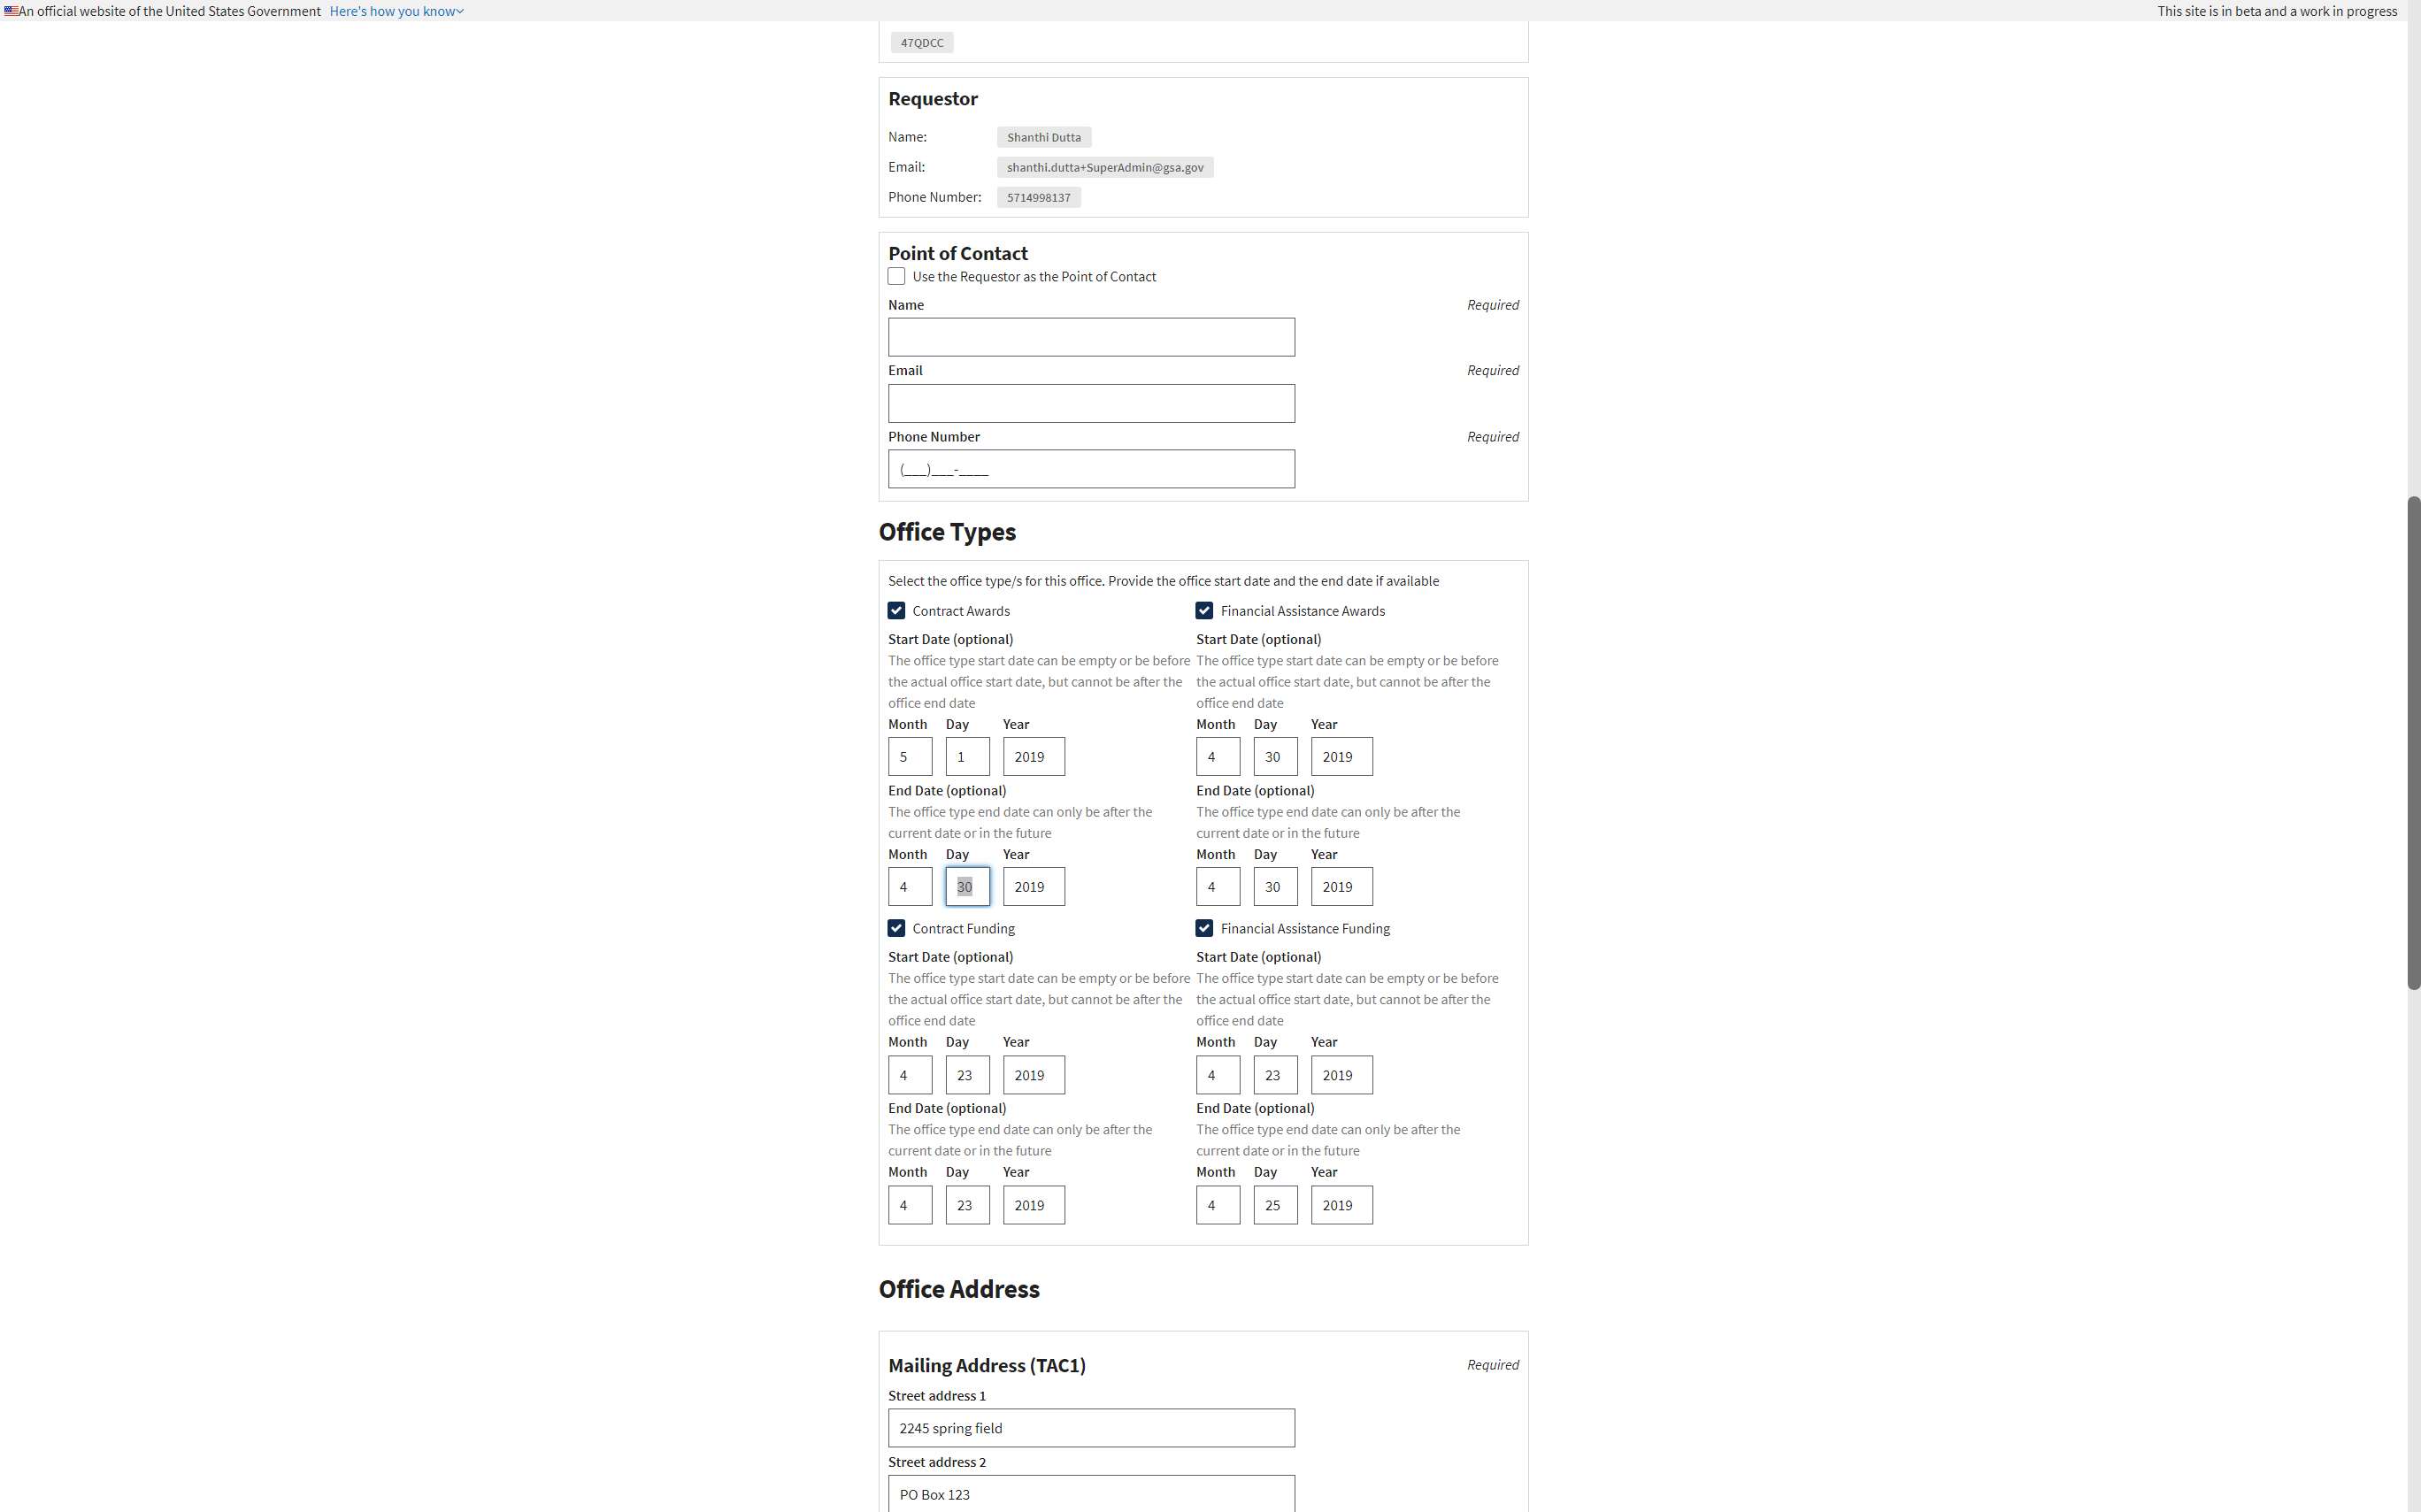 An official website of the United States Government Here's how you know
This site is in beta and a work in progress
47QDCC
Requestor
Name: Shanthi Dutta
Email: shanthi.dutta+SuperAdmin@gsa.gov
Phone Number: 5714998137
Point of Contact
Use the Requestor as the Point of Contact
Name Required
Email Required
Phone Number Required
(___)___-____
Office Types
Select the office type/s for this office. Provide the office start date and the end date if available
Contract Awards
Start Date (optional)
The office type start date can be empty or be before
the actual office start date, but cannot be after the
office end date
Month Day Year
5 1 2019
End Date (optional)
The office type end date can only be after the
current date or in the future
Month Day Year
4 30 2019
Financial Assistance Awards
Start Date (optional)
The office type start date can be empty or be before
the actual office start date, but cannot be after the
office end date
Month Day Year
4 30 2019
End Date (optional)
The office type end date can only be after the
current date or in the future
Month Day Year
4 30 2019
Contract Funding
Start Date (optional)
The office type start date can be empty or be before
the actual office start date, but cannot be after the
office end date
Month Day Year
4 23 2019
End Date (optional)
The office type end date can only be after the
current date or in the future
Month Day Year
4 23 2019
Financial Assistance Funding
Start Date (optional)
The office type start date can be empty or be before
the actual office start date, but cannot be after the
office end date
Month Day Year
4 23 2019
End Date (optional)
The office type end date can only be after the
current date or in the future
Month Day Year
4 25 2019
Office Address
Mailing Address (TAC1) Required
Street address 1
2245 spring field
Street address 2
PO Box 123